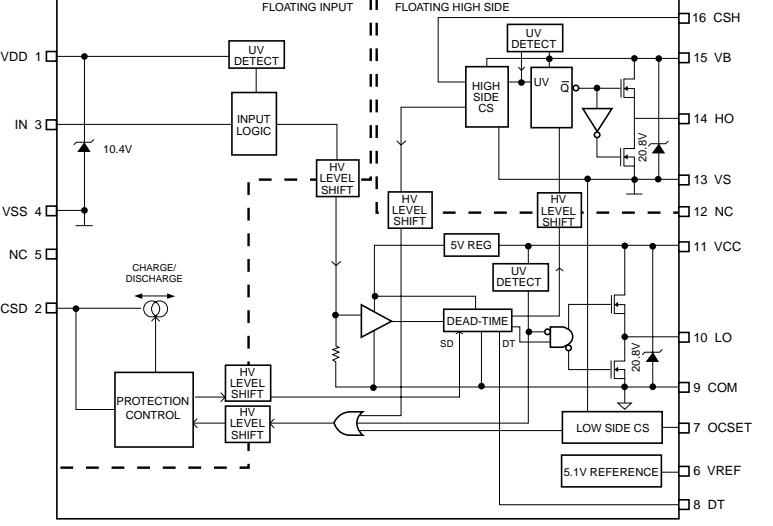 FLOATING INPUT
FLOATING HIGH SIDE
VDD 1
UV
DETECT
IN 3
INPUT
LOGIC
10.4V
HV
LEVEL
SHIFT
VSS 4
NC 5
CHARGE/
DISCHARGE
CSD 2
PROTECTION
CONTROL
HV
LEVEL
SHIFT
HV
LEVEL
SHIFT
UV
DETECT
HIGH
SIDE
CS
UV
Q
HV
LEVEL
SHIFT
HV
LEVEL
SHIFT
20.8V
5V REG
UV
DETECT
DEAD-TIME
SD
DT
20.8V
LOW SIDE CS
5.1V REFERENCE
16 CSH
15 VB
14 HO
13 VS
12 NC
11 VCC
10 LO
9 COM
7 OCSET
6 VREF
8 DT